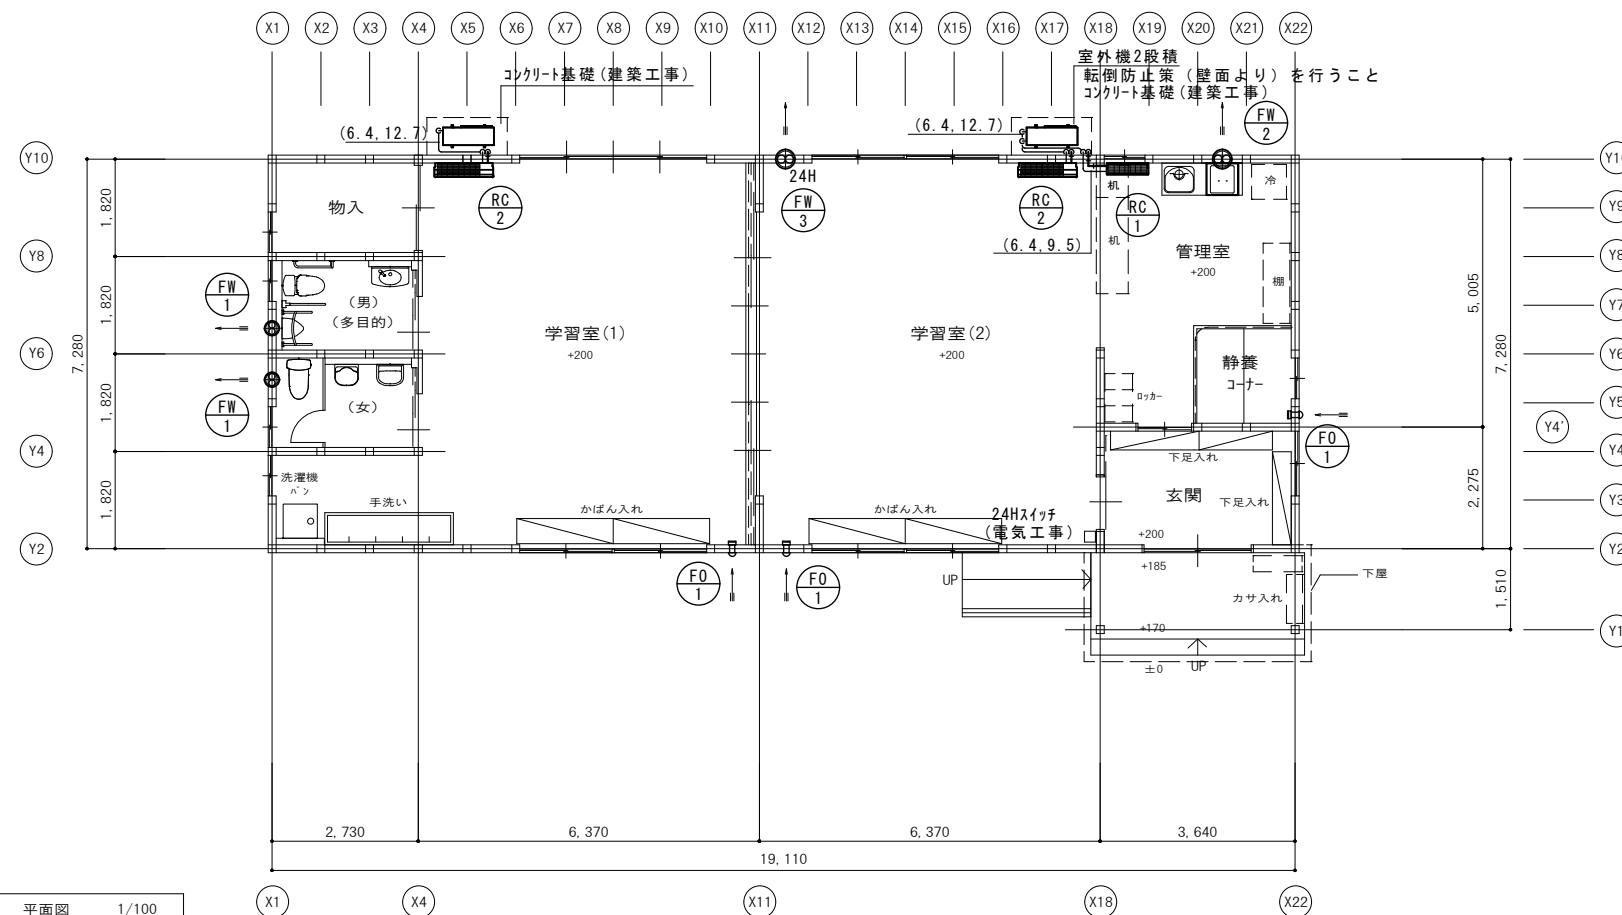 X1 X2 X3 X4 X5 X6 X7 X8 X9 X10 X11 X12 X13 X14 X15 X16 X17 X18 X19 X20 X21 X22
室外機2段積
コンクリート基礎(建築工事)
転倒防止策(壁面より)を行うこと
コンクリート基礎(建築工事)
FW
2
(6.4,12.7)
(6.4,12.7)
Y10
Y10
24H
机
冷
1,820
物入
RC
2
FW
3
RC
2
RC
1
Y9
机
(6.4,9.5)
管理室
Y8
Y8
+200
棚
FW
1
(男)
(多目的)
1,820
5,005
Y7
学習室(1)
学習室(2)
7,280
Y6
+200
+200
静養
コーナー
7,280
Y6
FW
1
(女)
1,820
ロッカー
Y5
Y4'
FO
1
Y4
Y4
下足入れ
洗濯機
パン
手洗い
1,820
かばん入れ
かばん入れ
24Hスイッチ
(電気工事)
玄関
下足入れ
2,275
Y3
+200
Y2
Y2
FO
1
FO
1
UP
+185
下屋
カサ入れ
1,510
+170
Y1
±0
UP
2,730
6,370
6,370
3,640
19,110
X1 X4 X11 X18 X22
平面図 1/100